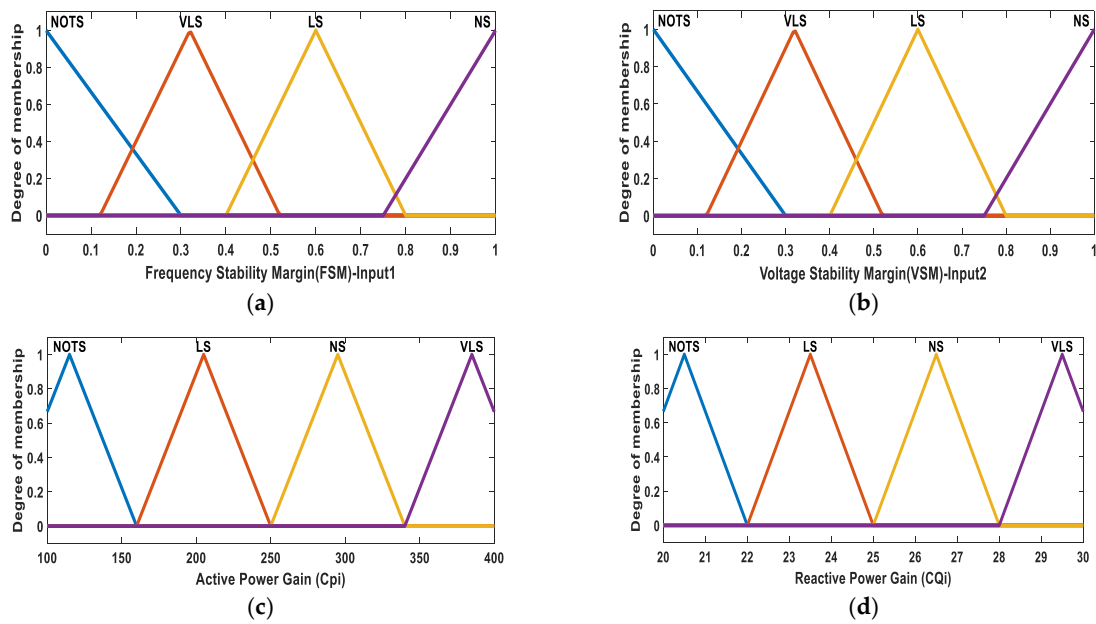 NOTS VLS LS NS
1
0.8
0.6
0.4
0.2
0
Degree of membership
0 0.1 0.2 0.3 0.4 0.5 0.6 0.7 0.8 0.9 1
Frequency Stability Margin(FSM)-Input1
(a)
NOTS VLS LS NS
1
0.8
0.6
0.4
0.2
0
Degree of membership
0 0.1 0.2 0.3 0.4 0.5 0.6 0.7 0.8 0.9 1
Voltage Stability Margin(VSM)-Input2
(b)
NOTS LS NS VLS
1
0.8
0.6
0.4
0.2
0
Degree of membership
100 150 200 250 300 350 400
Active Power Gain (Cpi)
(c)
NOTS LS NS VLS
1
0.8
0.6
0.4
0.2
0
Degree of membership
20 21 22 23 24 25 26 27 28 29 30
Reactive Power Gain (CQi)
(d)